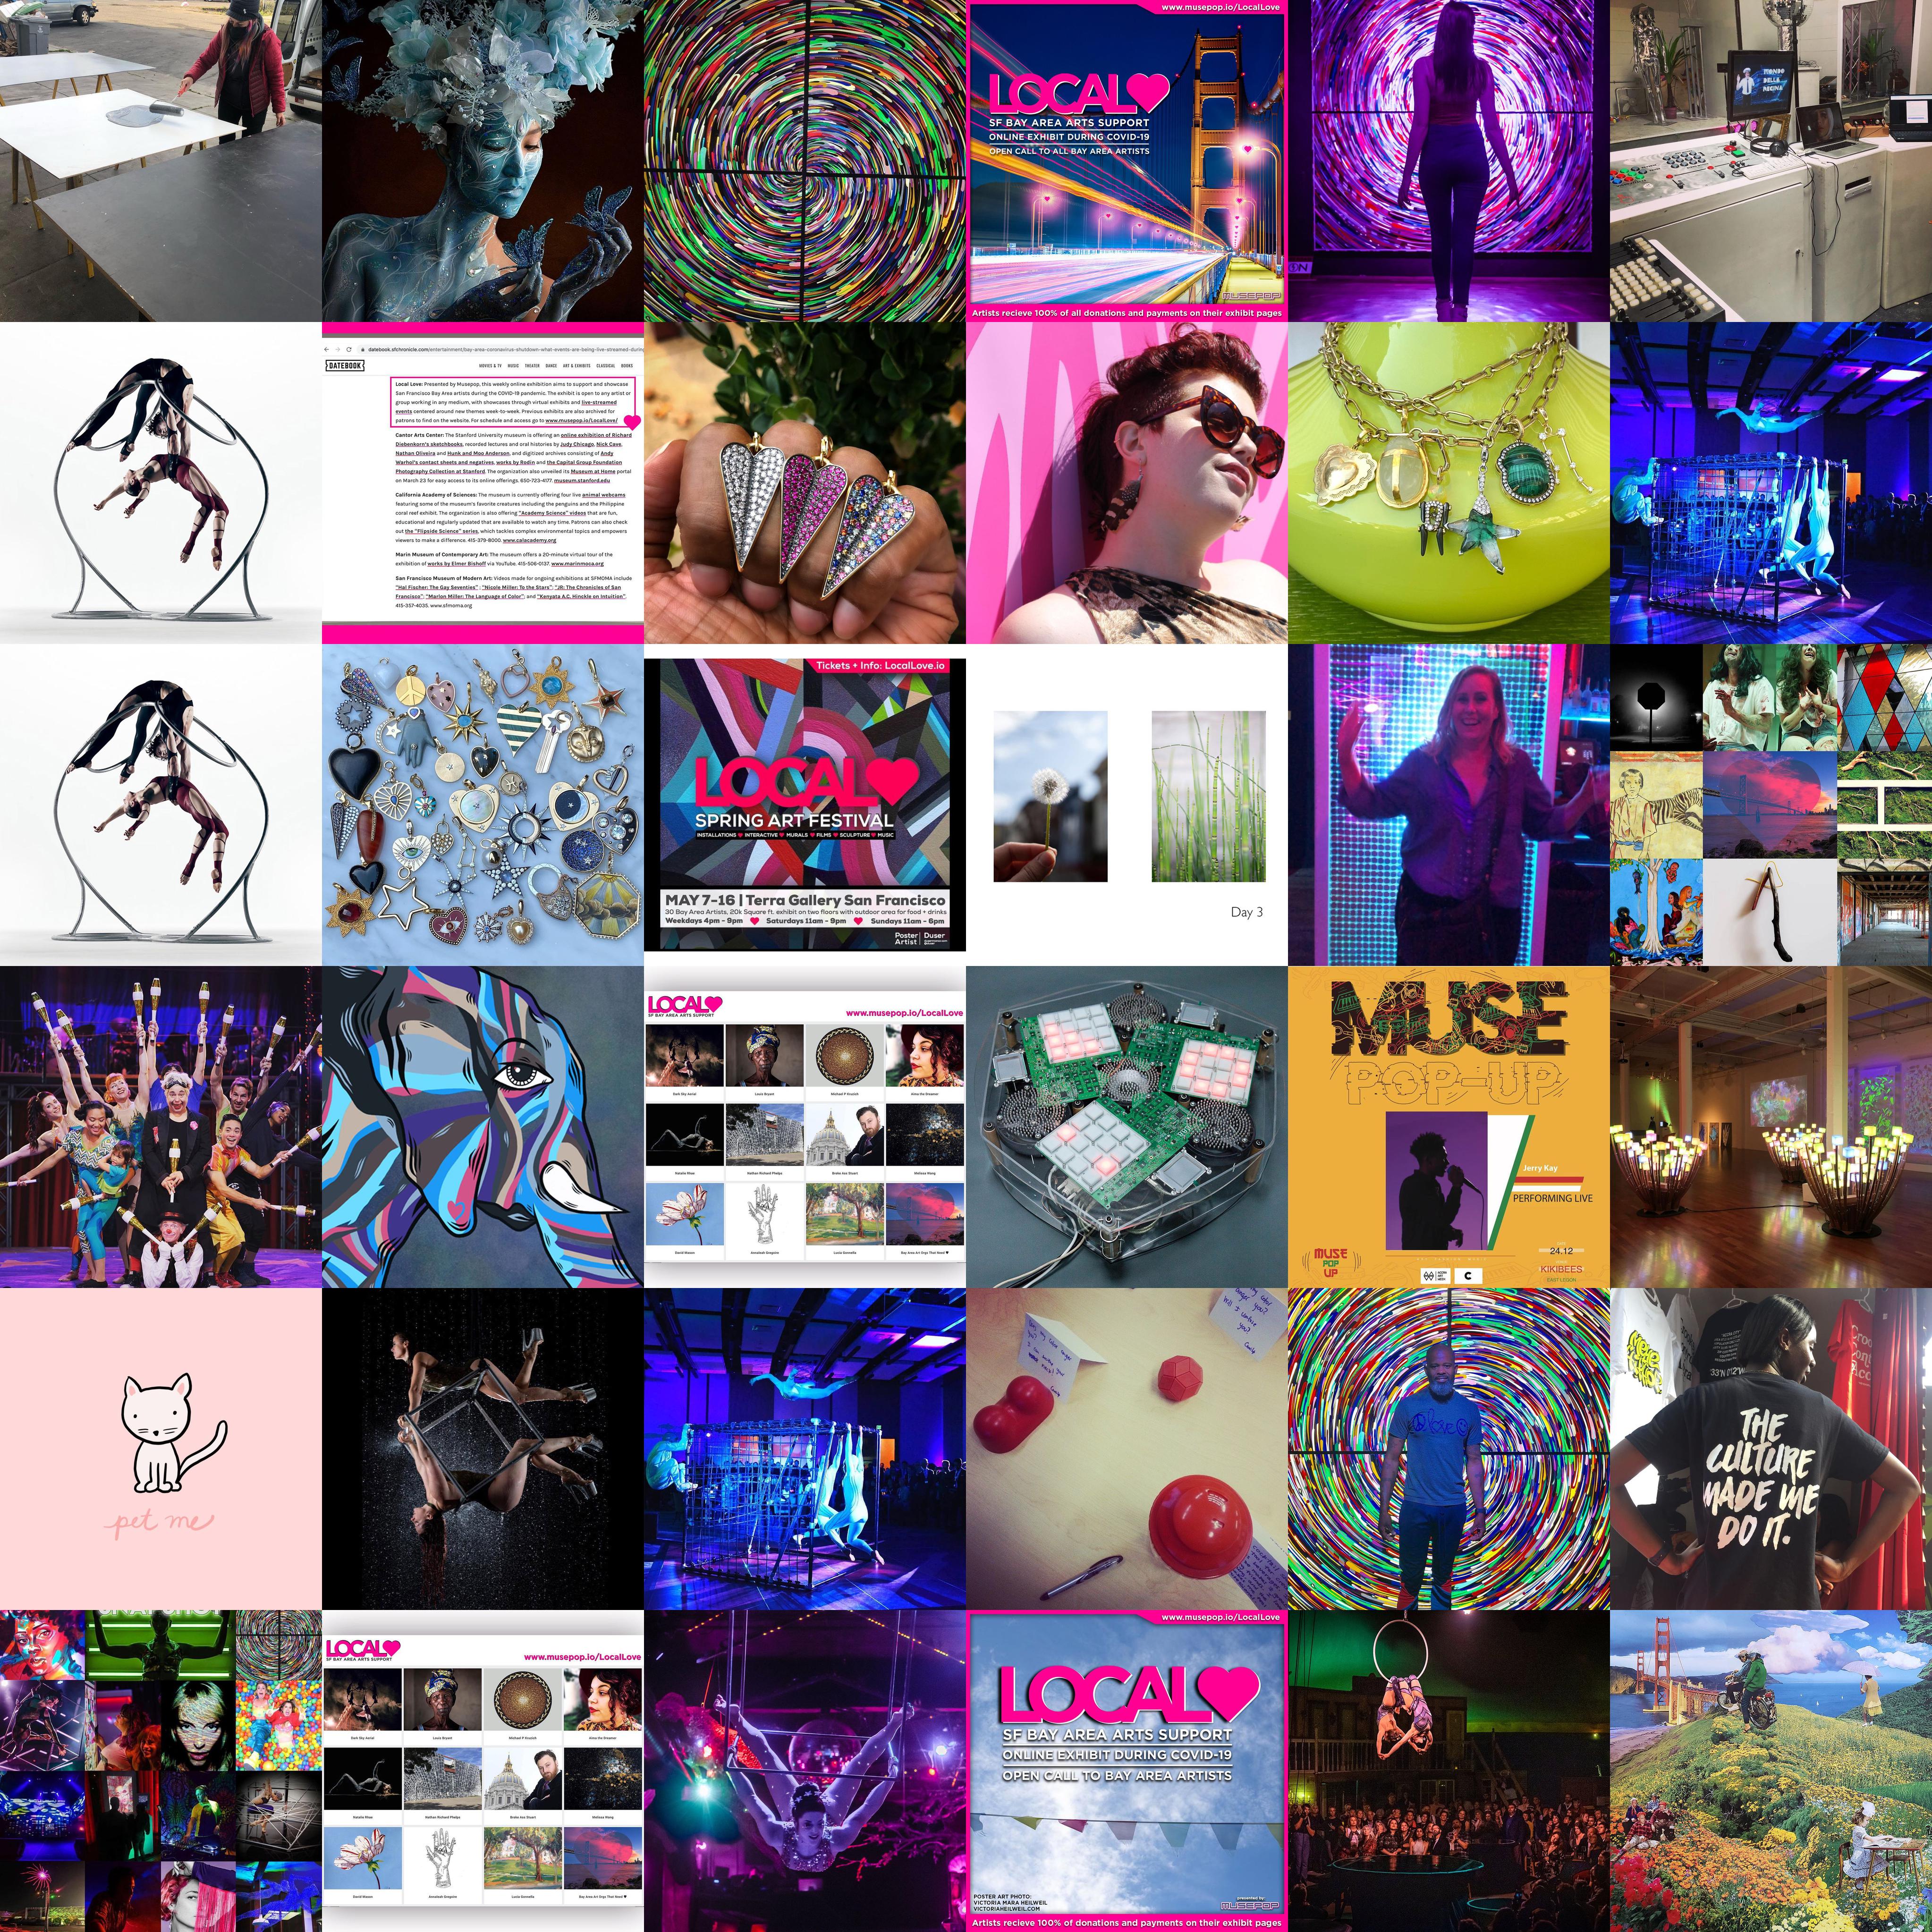 www.musepop.io/LocalLove
LOCAL
SF BAY AREA ARTS SUPPORT
ONLINE EXHIBIT DURING COVID-19
OPEN CALL TO ALL BAY AREA ARTISTS
MUSEPOP
Artists recieve 100% of all donations and payments on their exhibit pages
MONDO
DELLA
REGINA
datebook.sfchronicle.com/entertainment/bay-area-coronavirus-shutdown-what-events-are-being-live-streamed-during
DATEBOOK
MOVIES & TV MUSIC THEATER DANCE ART & EXHIBITS CLASSICAL BOOKS
Local Love: Presented by Musepop, this weekly online exhibition aims to support and showcase
San Francisco Bay Area artists during the COVID-19 pandemic. The exhibit is open to any artist or
group working in any medium, with showcases through virtual exhibits and live-streamed
events centered around new themes week-to-week. Previous exhibits are also archived for
patrons to find on the website. For schedule and access go to www.musepop.io/LocalLove/
Cantor Arts Center: The Stanford University museum is offering an online exhibition of Richard
Diebenkorn's sketchbooks, recorded lectures and oral histories by Judy Chicago, Nick Cave,
Nathan Oliveira and Hunk and Moo Anderson, and digitized archives consisting of Andy
Warhol's contact sheets and negatives, works by Rodin and the Capital Group Foundation
Photography Collection at Stanford. The organization also unveiled its Museum at Home portal
on March 23 for easy access to its online offerings. 650-723-4177. museum.stanford.edu
California Academy of Sciences: The museum is currently offering four live animal webcams
featuring some of the museum's favorite creatures including the penguins and the Philippine
coral reef exhibit. The organization is also offering "Academy Science" videos that are fun,
educational and regularly updated that are available to watch any time. Patrons can also check
out the "Flipside Science" series, which tackles complex environmental topics and empowers
viewers to make a difference. 415-379-8000. www.calacademy.org
Marin Museum of Contemporary Art: The museum offers a 20-minute virtual tour of the
exhibition of works by Elmer Bishoff via YouTube. 415-506-0137. www.marinmoca.org
San Francisco Museum of Modern Art: Videos made for ongoing exhibitions at SFMOMA include
"Hal Fischer: The Gay Seventies"; "Nicole Miller: To the Stars"; "JR: The Chronicles of San
Francisco"; "Marlon Miller: The Language of Color"; and "Kenyata A.C. Hinckle on Intuition".
415-357-4035. www.sfmoma.org
Tickets + Info: LocalLove.io
LOCAL
SPRING ART FESTIVAL
INSTALLATIONS INTERACTIVE MURALS FILMS SCULPTURE MUSIC
MAY 7-16 | Terra Gallery San Francisco
30 Bay Area Artists, 20k Square ft. exhibit on two floors with outdoor area for food + drinks
Weekdays 4pm - 9pm Saturdays 11am - 9pm Sundays 11am - 6pm
Poster Artist | Duser
Day 3
LOCAL
SF BAY AREA ARTS SUPPORT
www.musepop.io/LocalLove
Dark Sky Aerial
Louis Bryant
Michael P Krusich
Alma the Dreamer
Nathan Richard Phelps
Broke Ass Stuart
Melissa Wang
David Mason
Annaleah Gregoire
Bay Area Art Orgs That Need
MUSE
POP-UP
Jerry Kay
PERFORMING LIVE
MUSE
POP
UP
C
24.12
KIKIBEES
EAST LEGON
pet me
THE
CULTURE
MADE ME
DO IT.
LOCAL
SF BAY AREA ARTS SUPPORT
www.musepop.io/LocalLove
Dark Sky Aerial
Louis Bryant
Michael P Krusich
Alma the Dreamer
Nathan Richard Phelps
Broke Ass Stuart
Melissa Wang
David Mason
Annaleah Gregoire
Bay Area Art Orgs That Need
www.musepop.io/LocalLove
LOCAL
SF BAY AREA ARTS SUPPORT
ONLINE EXHIBIT DURING COVID-19
OPEN CALL TO BAY AREA ARTISTS
POSTER ART PHOTO:
VICTORIA MARA HEILWEIL
VICTORIAHEILWEIL.COM
presented by:
MUSEPOP
Artists recieve 100% of donations and payments on their exhibit pages